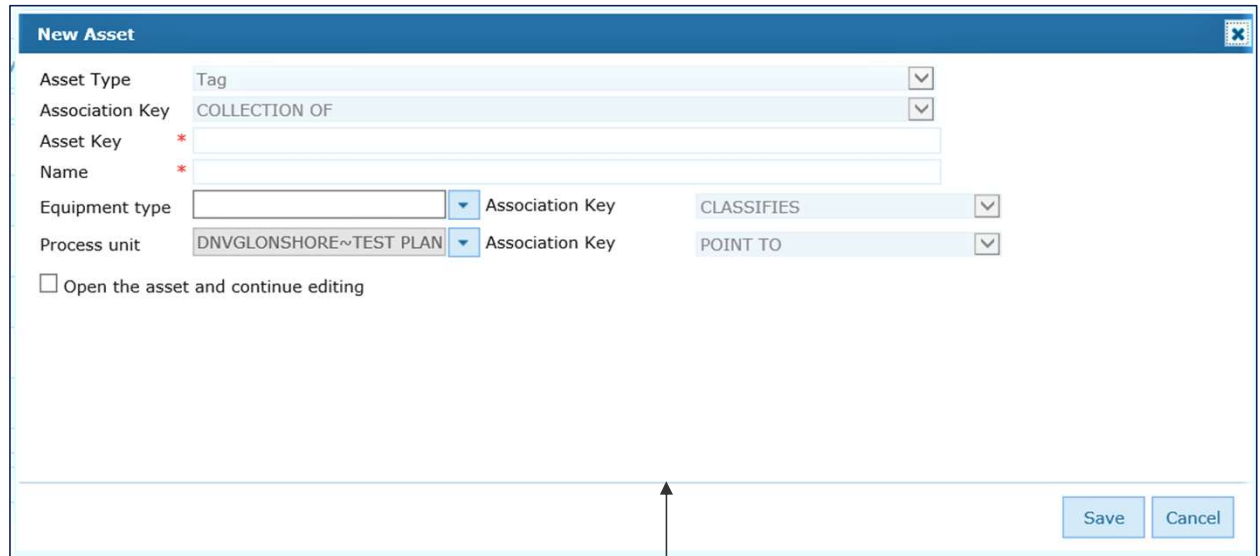 New Asset
Asset Type Tag
Association Key COLLECTION OF
Asset Key *
Name *
Equipment type Association Key CLASSIFIES
Process unit DNVGLONSHORE~TEST PLAN Association Key POINT TO
Open the asset and continue editing
Save Cancel